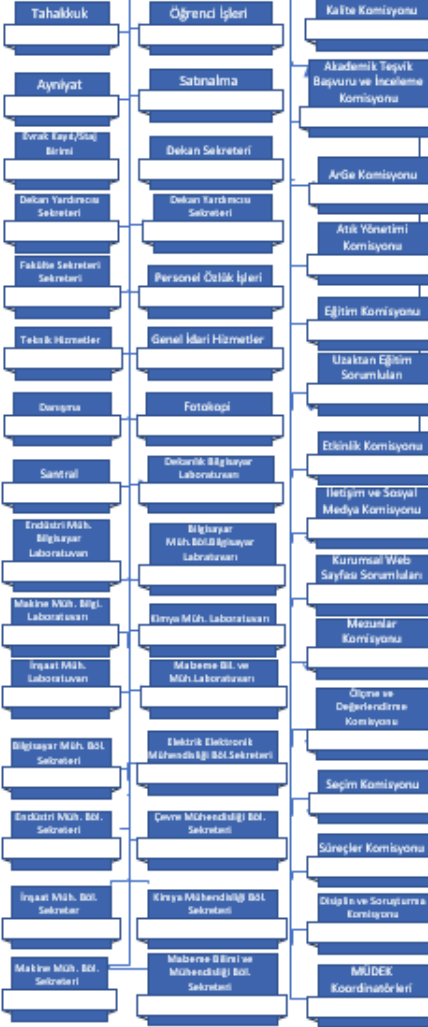 Tahakkuk
Öğrenci İşleri
Kalite Komisyonu
Ayniyat
Satınalma
Akademik Teşvik
Başvuru ve İnceleme
Komisyonu
Evrak Kayıt/Staj
Birimi
Dekan Sekreteri
ArGe Komisyonu
Dekan Yardımcısı
Sekreteri
Dekan Yardımcısı
Sekreteri
Atık Yönetimi
Komisyonu
Fakülte Sekreteri
Sekreteri
Personel Özlük İşleri
Eğitim Komisyonu
Teknik Hizmetler
Genel İdari Hizmetler
Uzaktan Eğitim
Sorumluları
Danışma
Fotokopi
Etkinlik Komisyonu
Santral
Dekanlık Bilgisayar
Laboratuvarı
İletişim ve Sosyal
Medya Komisyonu
Endüstri Müh.
Bilgisayar
Laboratuvarı
Bilgisayar
Müh.Böl.Bilgisayar
Labratuvarı
Kurumsal Web
Sayfası Sorumluları
Makine Müh. Bilgi.
Laboratuvarı
Kimya Müh. Laboratuvarı
Mezunlar
Komisyonu
İnşaat Müh.
Laboratuvarı
Mabeme Bil. ve
Müh.Laboratuvarı
Ölçme ve
Değerlendirme
Komisyonu
Bilgisayar Müh. Böl.
Sekreteri
Elektrik Elektronik
Mühendisliği Böl.Sekreteri
Seçim Komisyonu
Endüstri Müh. Böl.
Sekreteri
Çevre Mühendisliği Böl.
Sekreteri
Süreçler Komisyonu
İnşaat Müh. Böl.
Sekreter
Kimya Mühendisliği Böl.
Sekreteri
Disiplin ve Soruşturma
Komisyonu
Makine Müh. Böl.
Sekreteri
Mabeme Bilimi ve
Mühendisliği Böl.
Sekreteri
MÜDEK
Koordinatörleri